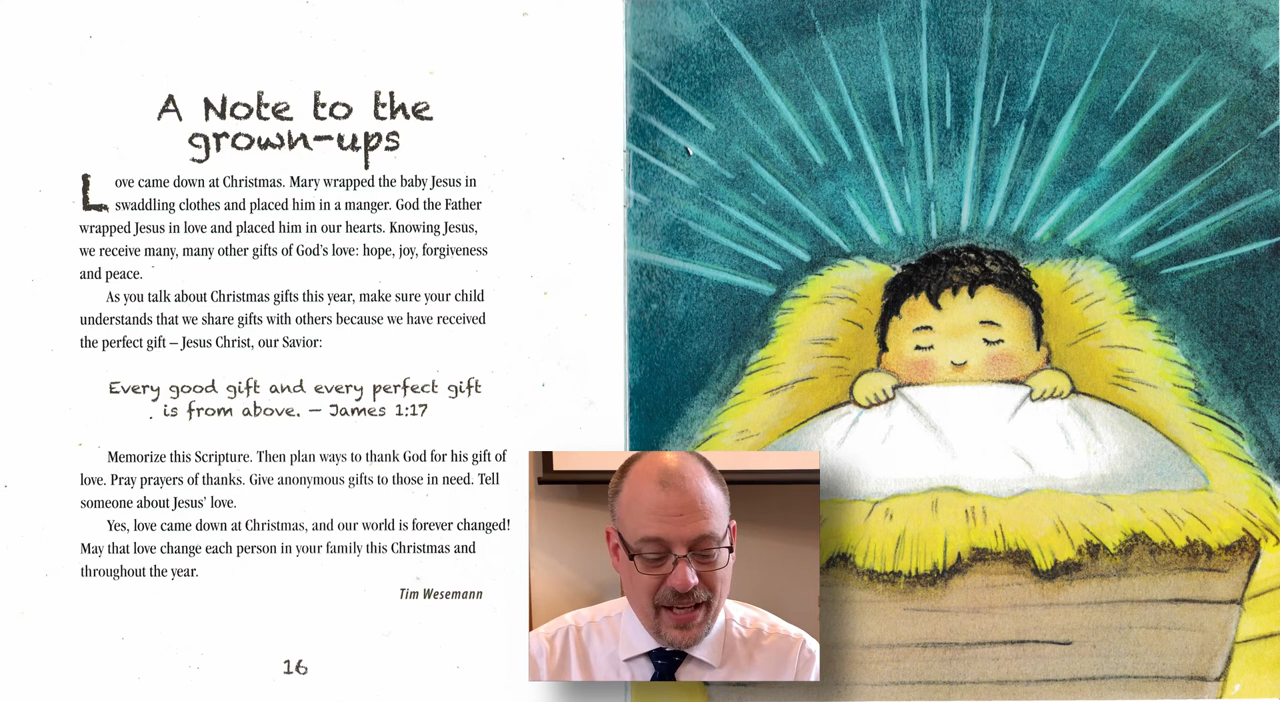 A Note to the
grown-ups
Love came down at Christmas. Mary wrapped the baby Jesus in
swaddling clothes and placed him in a manger. God the Father
wrapped Jesus in love and placed him in our hearts. Knowing Jesus,
we receive many, many other gifts of God's love: hope, joy, forgiveness
and peace.
As you talk about Christmas gifts this year, make sure your child
understands that we share gifts with others because we have received
the perfect gift – Jesus Christ, our Savior:
Every good gift and every perfect gift
is from above. – James 1:17
Memorize this Scripture. Then plan ways to thank God for his gift of
love. Pray prayers of thanks. Give anonymous gifts to those in need. Tell
someone about Jesus' love.
Yes, love came down at Christmas, and our world is forever changed!
May that love change each person in your family this Christmas and
throughout the year.
Tim Wesemann
16